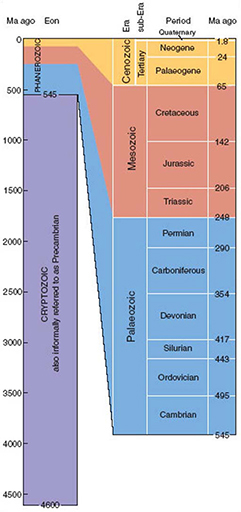 Ma ago Eon Era sub-Era Period Ma ago
Quaternary
0
500
1000
1500
2000
2500
3000
3500
4000
4500
PHANEROZOIC
545
CRYPTOZOIC
also informally referred to as Precambrian
4600
Cenozoic
Tertiary
Mesozoic
Palaeozoic
Neogene
Palaeogene
Cretaceous
Jurassic
Triassic
Permian
Carboniferous
Devonian
Silurian
Ordovician
Cambrian
1.8
24
65
142
206
248
290
354
417
443
495
545